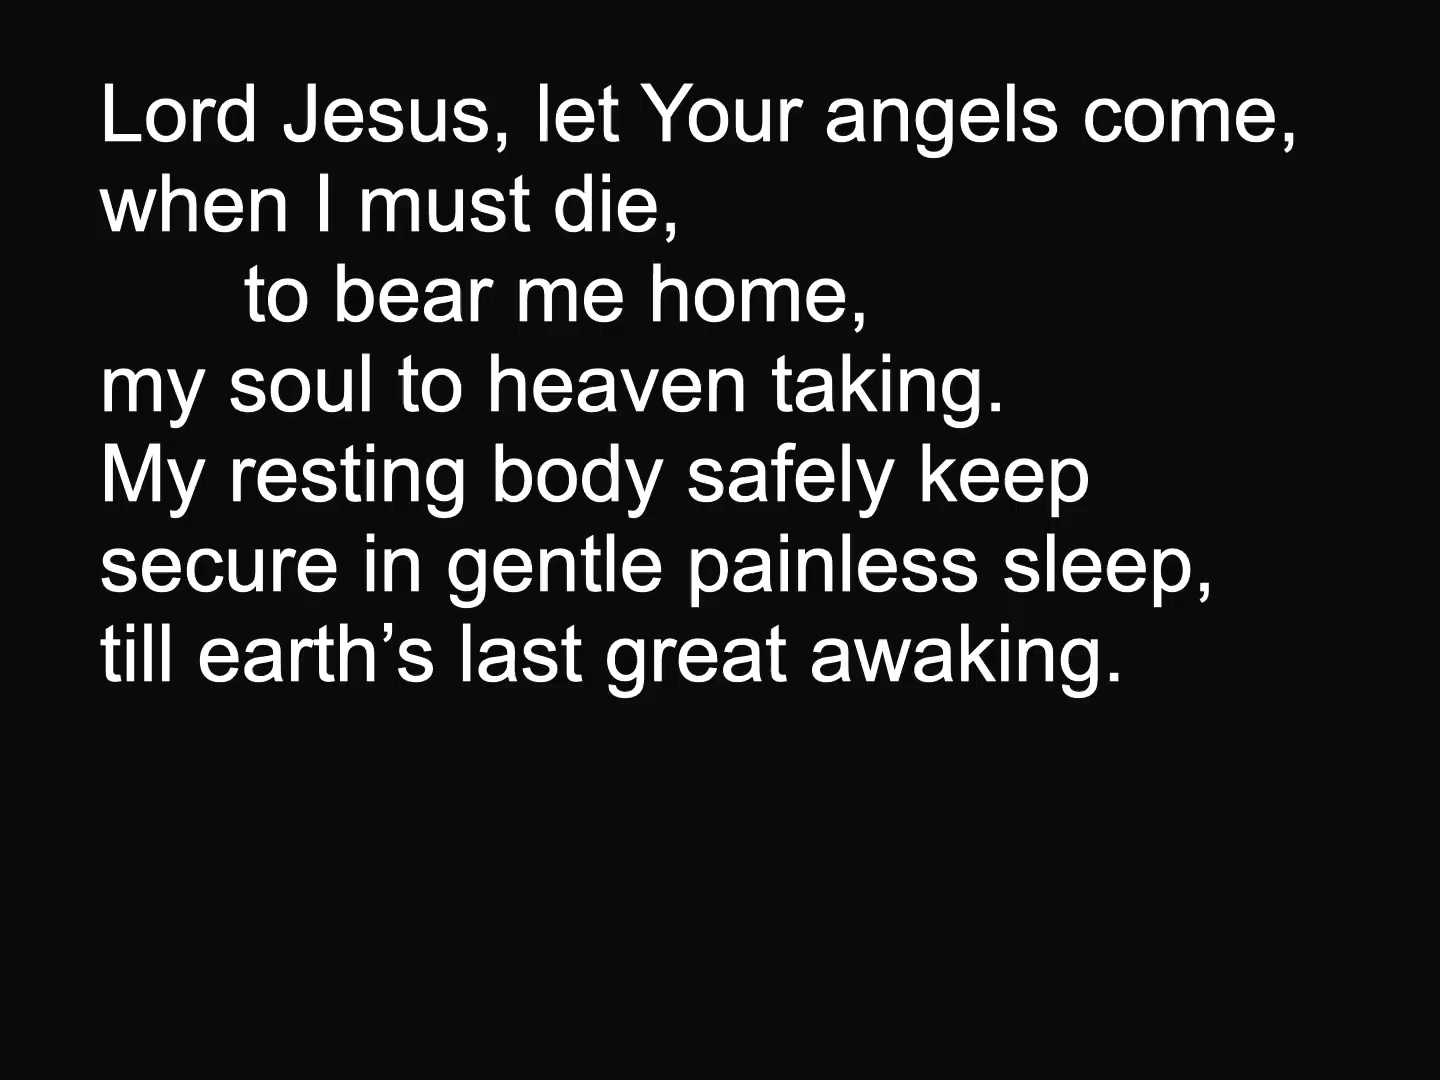 Lord Jesus, let Your angels come,
when I must die,
to bear me home,
my soul to heaven taking.
My resting body safely keep
secure in gentle painless sleep,
till earth’s last great awaking.